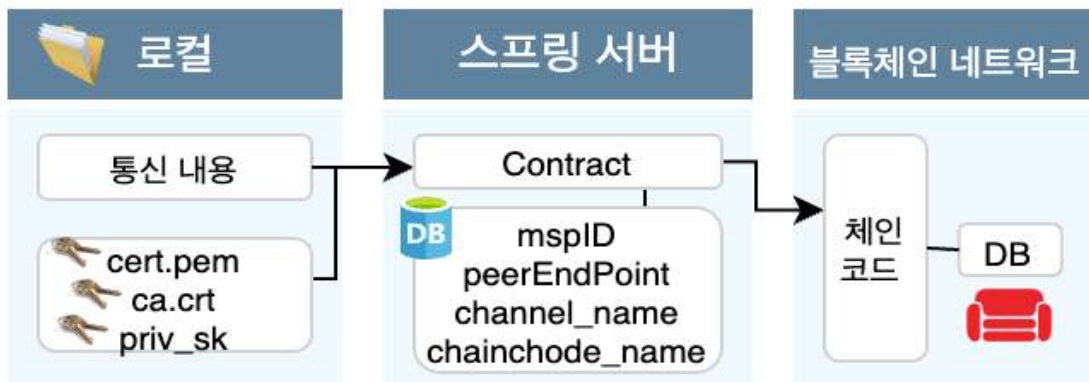 로컬
스프링 서버
블록체인 네트워크
통신 내용
cert.pem
ca.crt
priv_sk
Contract
DB
mspID
peerEndPoint
channel_name
chainchode_name
체인
코드
DB